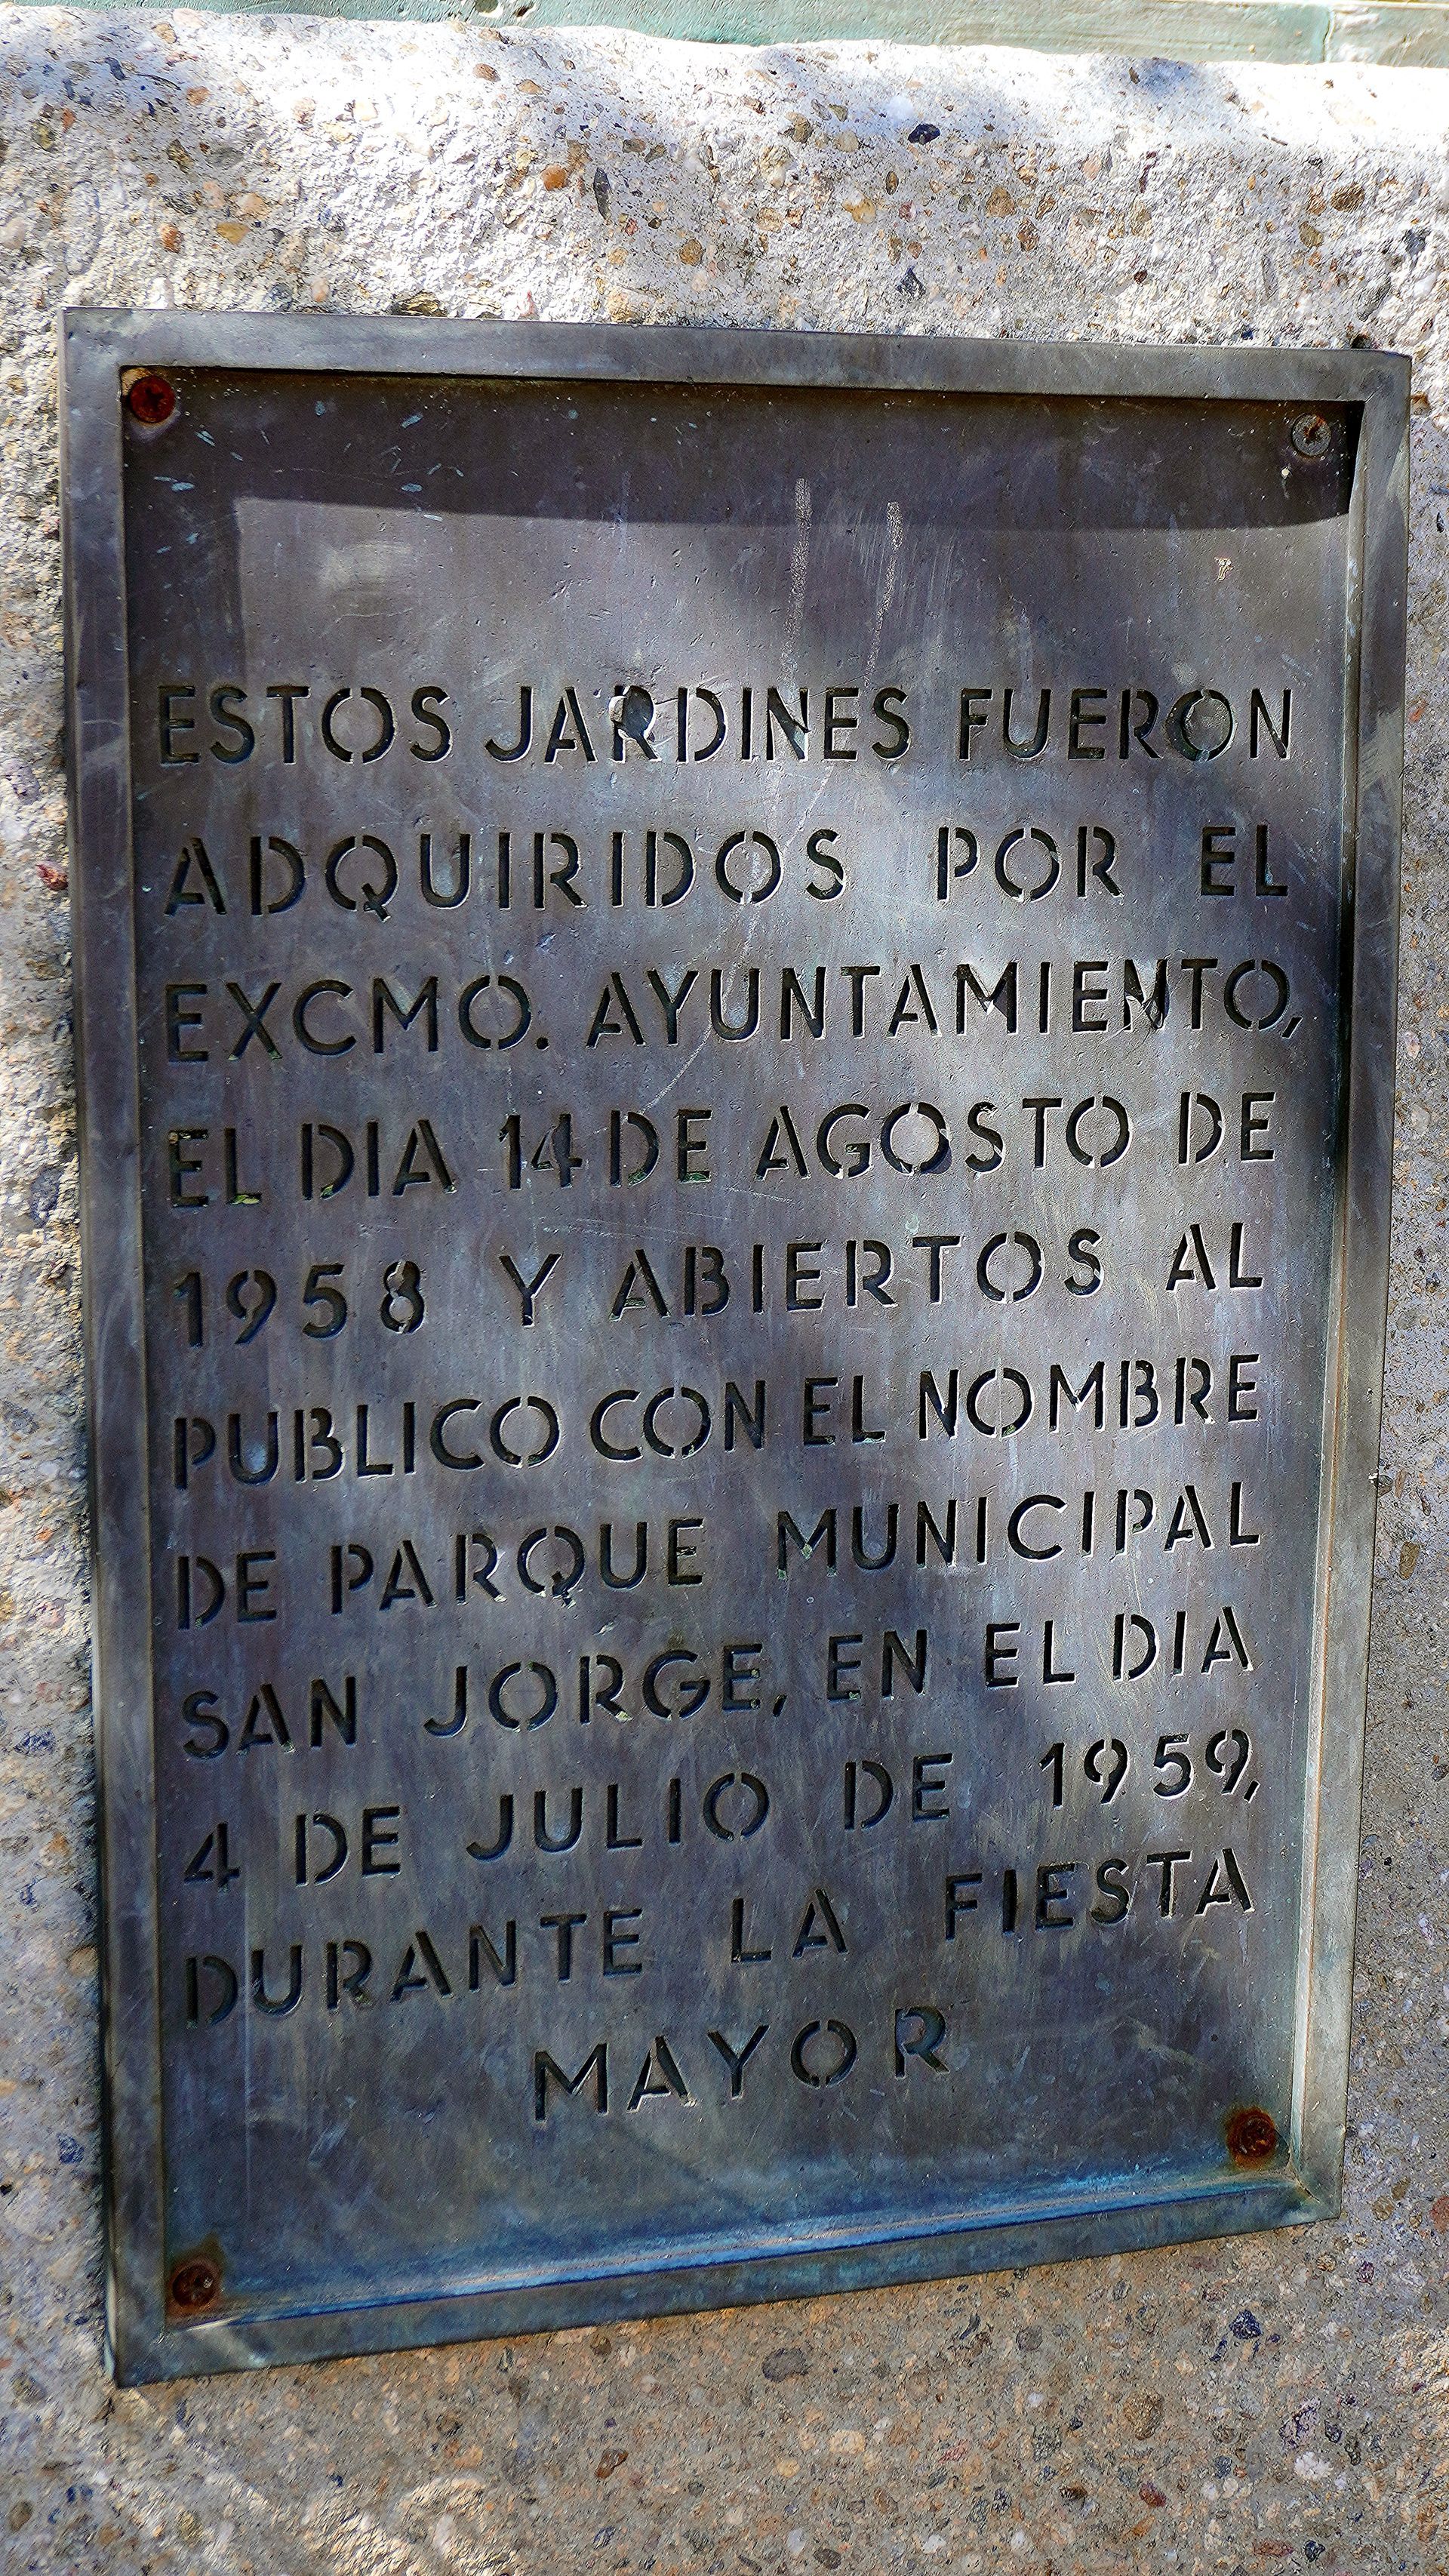 ESTOS JARDINES FUERON
ADQUIRIDOS POR EL
EXCMO. AYUNTAMIENTO,
EL DIA 14 DE AGOSTO DE
1958 Y ABIERTOS AL
PUBLICO CON EL NOMBRE
DE PARQUE MUNICIPAL
SAN JORGE, EN EL DIA
4 DE JULIO DE 1959,
DURANTE LA FIESTA
MAYOR